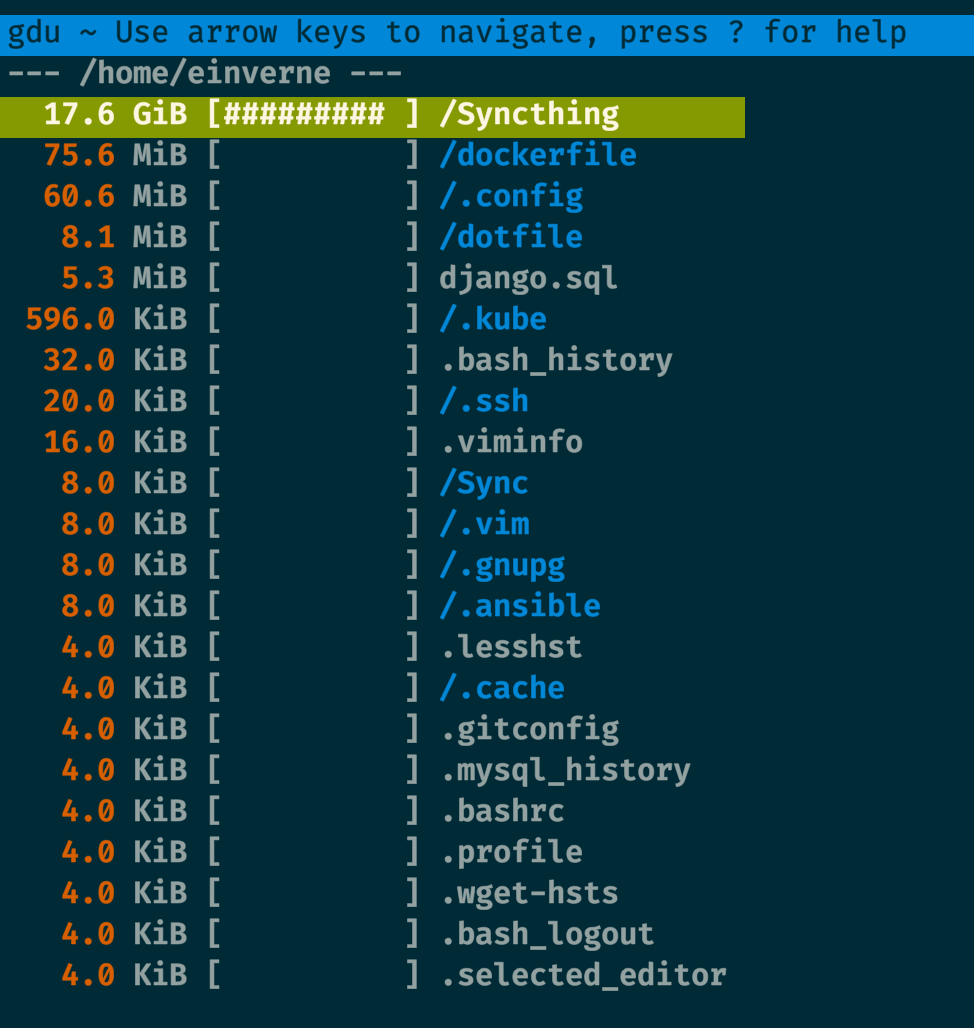 gdu ~ Use arrow keys to navigate, press ? for help
--- /home/einverne ---
17.6 GiB [######### ] /Syncthing
75.6 MiB [          ] /dockerfile
60.6 MiB [          ] /.config
8.1 MiB [          ] /dotfile
5.3 MiB [          ] django.sql
596.0 KiB [          ] /.kube
32.0 KiB [          ] .bash_history
20.0 KiB [          ] /.ssh
16.0 KiB [          ] .viminfo
8.0 KiB [          ] /Sync
8.0 KiB [          ] /.vim
8.0 KiB [          ] /.gnupg
8.0 KiB [          ] /.ansible
4.0 KiB [          ] .lesshst
4.0 KiB [          ] /.cache
4.0 KiB [          ] .gitconfig
4.0 KiB [          ] .mysql_history
4.0 KiB [          ] .bashrc
4.0 KiB [          ] .profile
4.0 KiB [          ] .wget-hsts
4.0 KiB [          ] .bash_logout
4.0 KiB [          ] .selected_editor